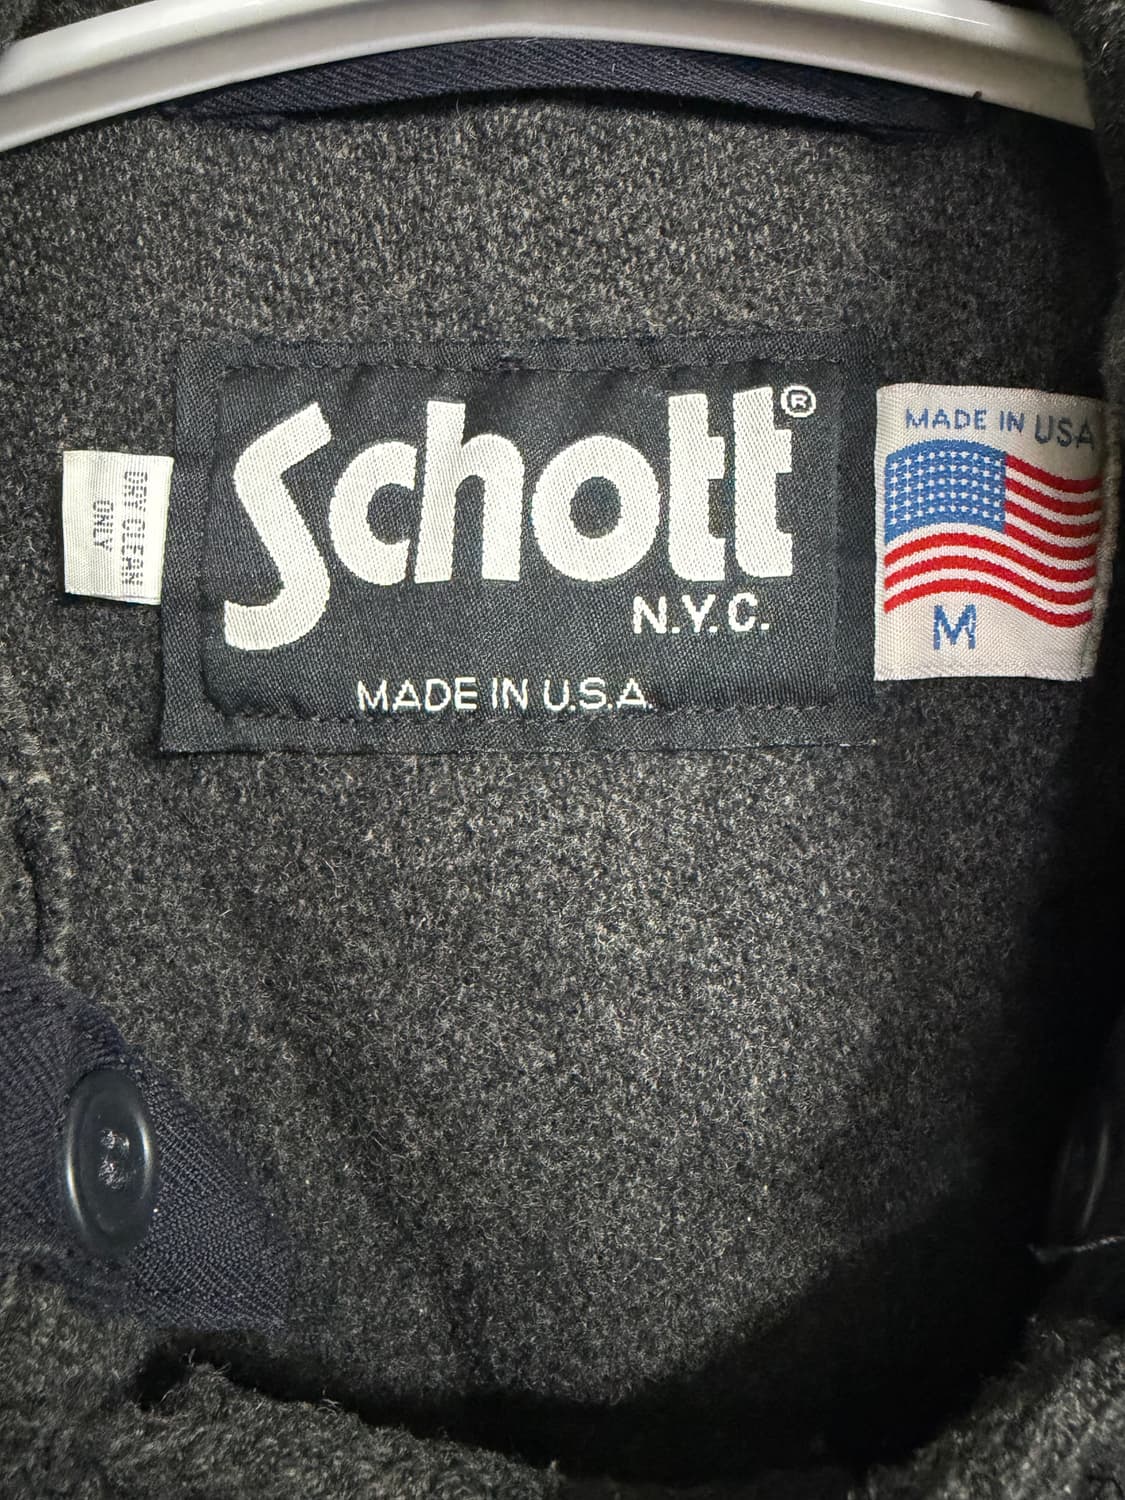 Schott®
N.Y.C.
MADE IN U.S.A.
MADE IN USA
M
DRY CLEAN
ONLY